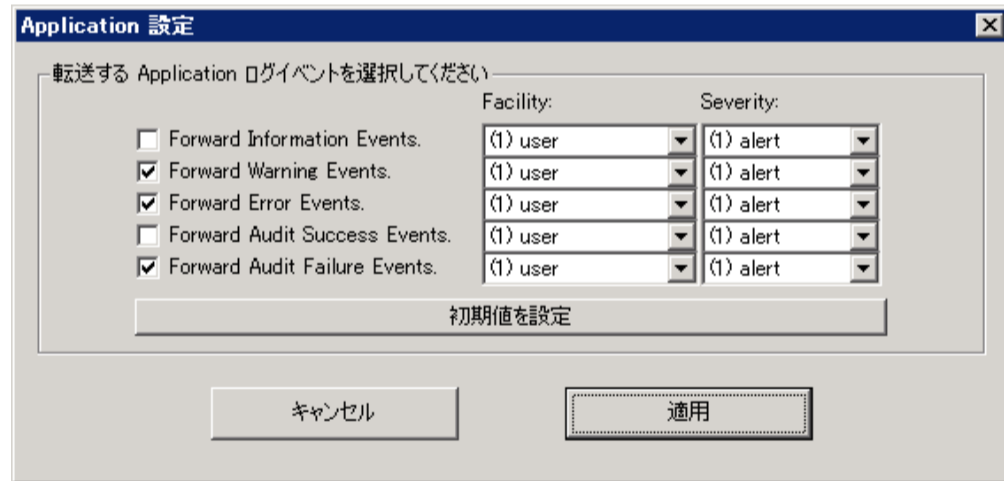 Application 設定
転送する Application ログイベントを選択してください
Facility: Severity:
Forward Information Events. (1) user (1) alert
Forward Warning Events. (1) user (1) alert
Forward Error Events. (1) user (1) alert
Forward Audit Success Events. (1) user (1) alert
Forward Audit Failure Events. (1) user (1) alert
初期値を設定
キャンセル 適用